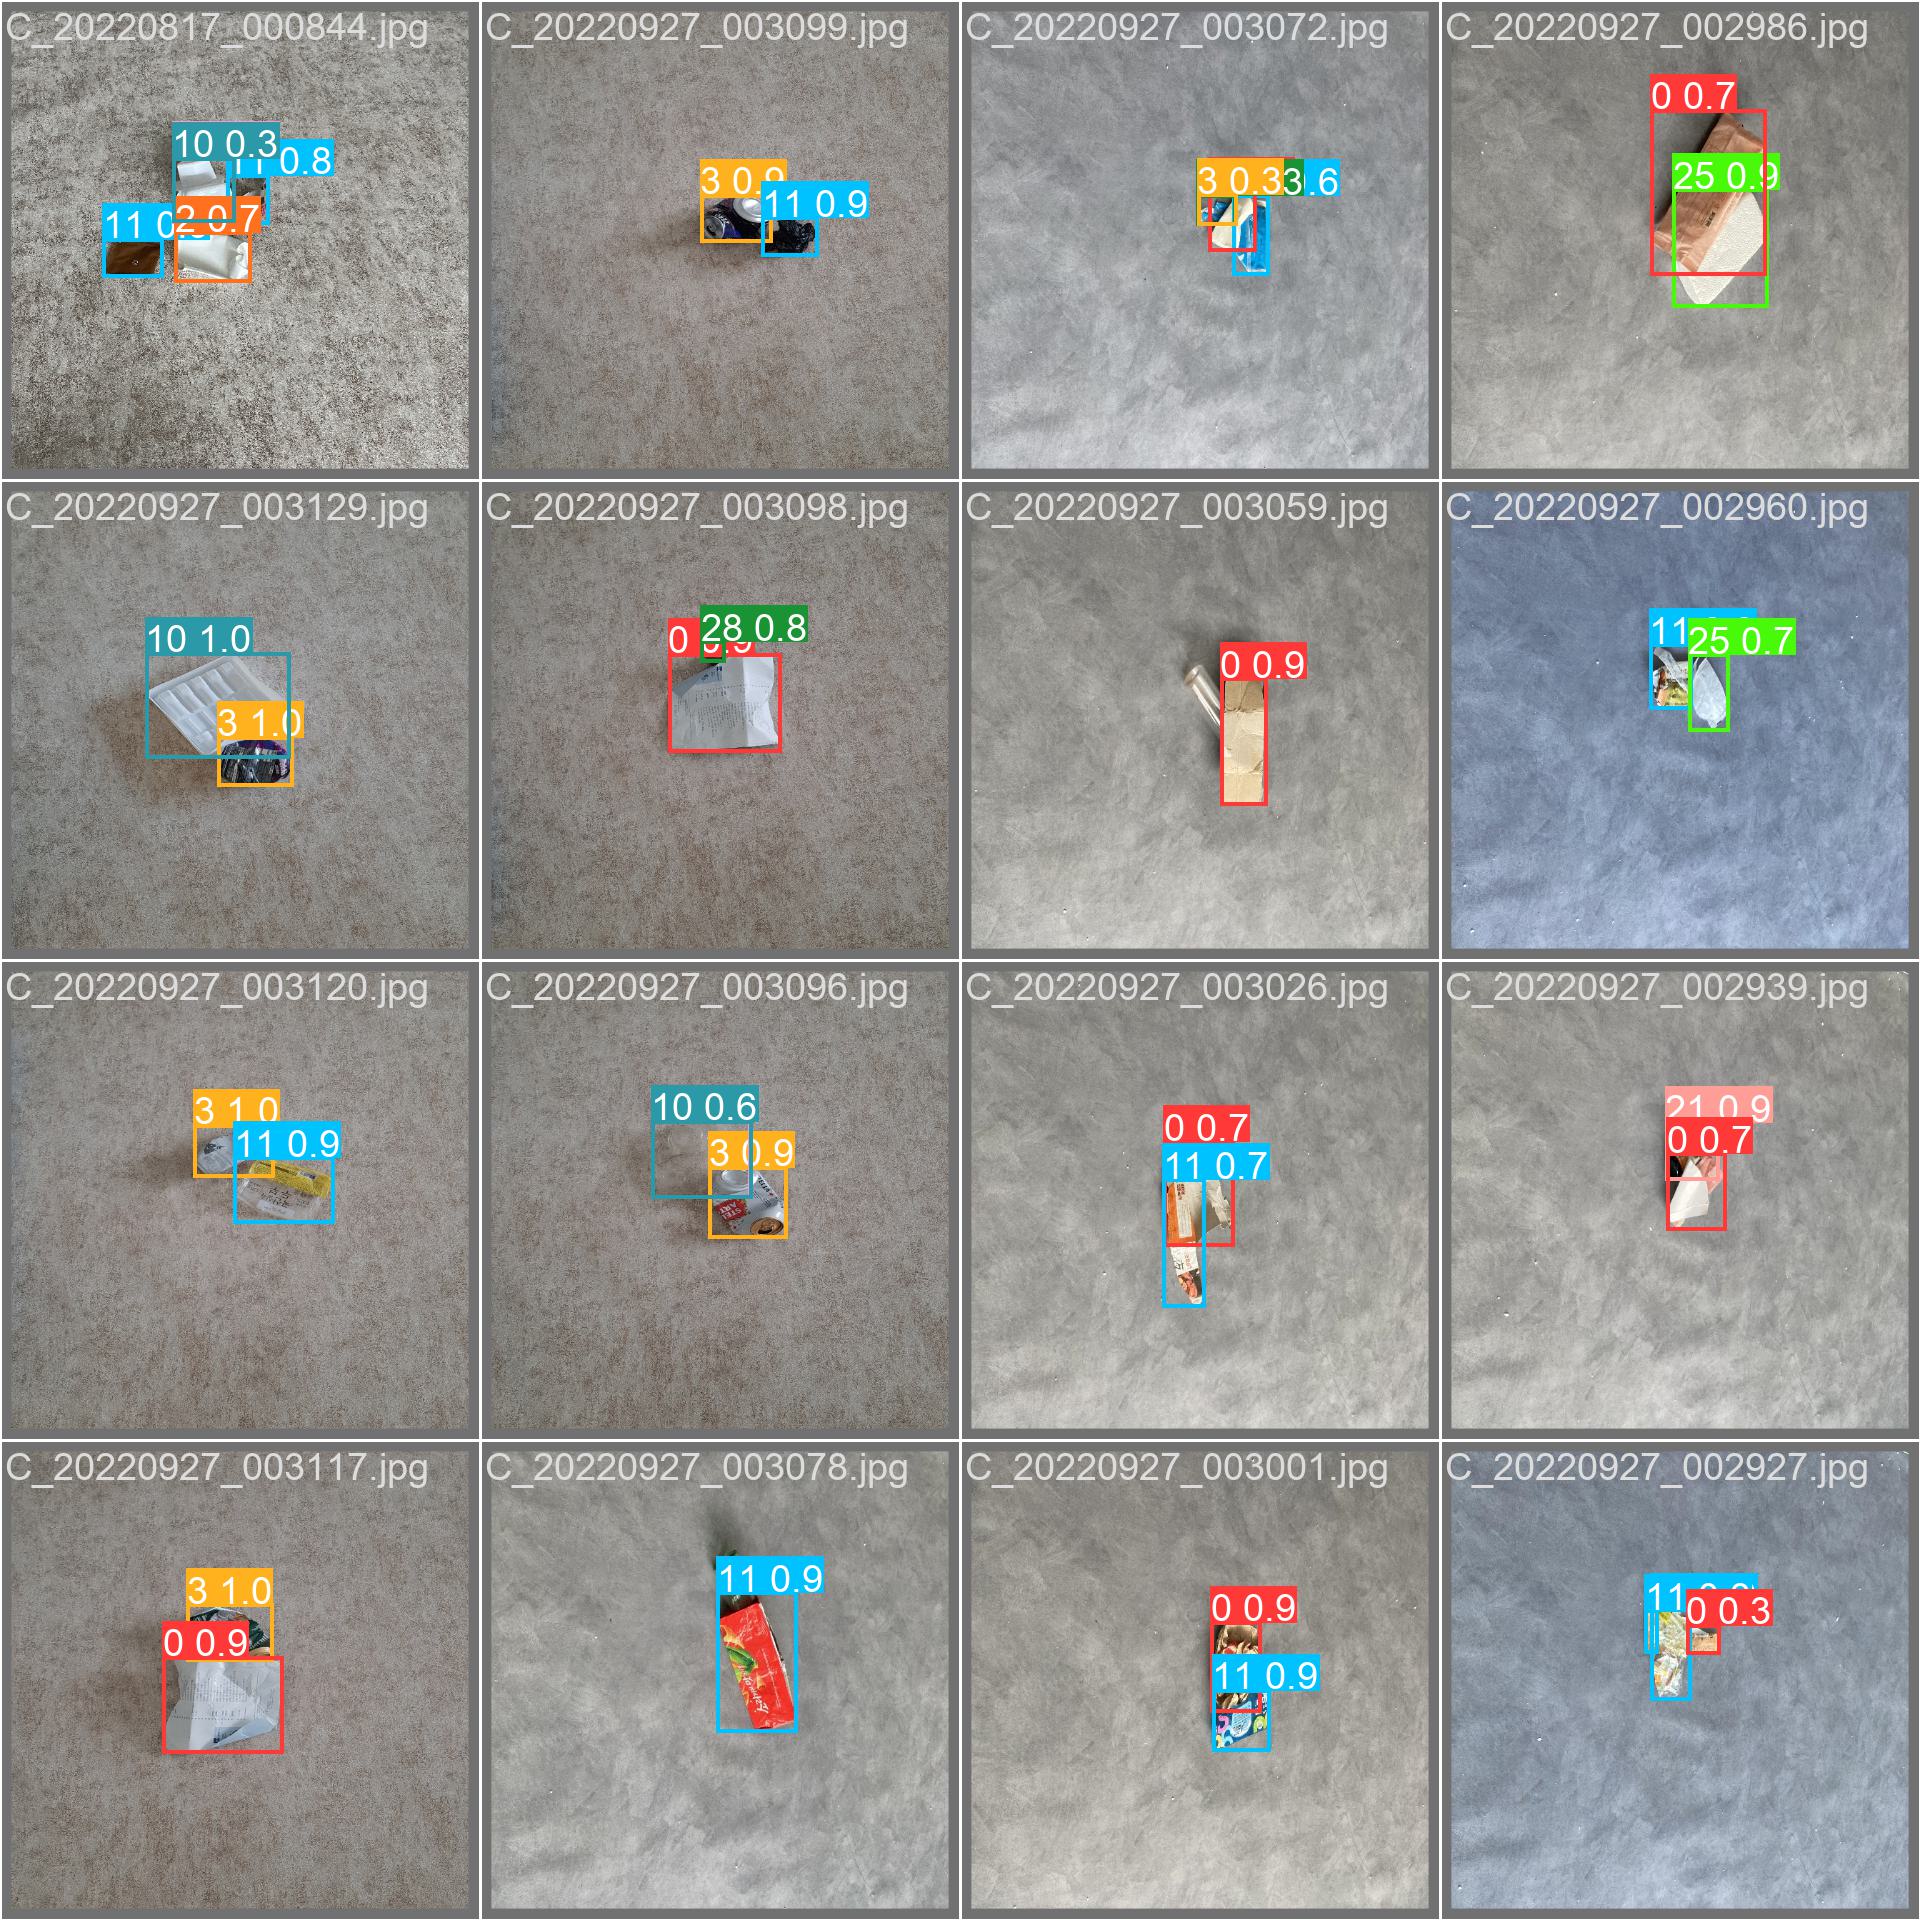 C_20220817_000844.jpg
10 0.3
0.8
11 0.
2 0.7
C_20220927_003099.jpg
3 0.9
11 0.9
C_20220927_003072.jpg
3 0.3
3
.6
C_20220927_002986.jpg
0 0.7
25 0.9
C_20220927_003129.jpg
10 1.0
3 1.0
C_20220927_003098.jpg
28 0.8
0 0.9
C_20220927_003059.jpg
0 0.9
C_20220927_002960.jpg
11
25 0.7
C_20220927_003120.jpg
3 1.0
11 0.9
C_20220927_003096.jpg
10 0.6
3 0.9
C_20220927_003026.jpg
0 0.7
11 0.7
C_20220927_002939.jpg
21 0.9
0 0.7
C_20220927_003117.jpg
3 1.0
0 0.9
C_20220927_003078.jpg
11 0.9
C_20220927_003001.jpg
0 0.9
11 0.9
C_20220927_002927.jpg
11
0 0.3